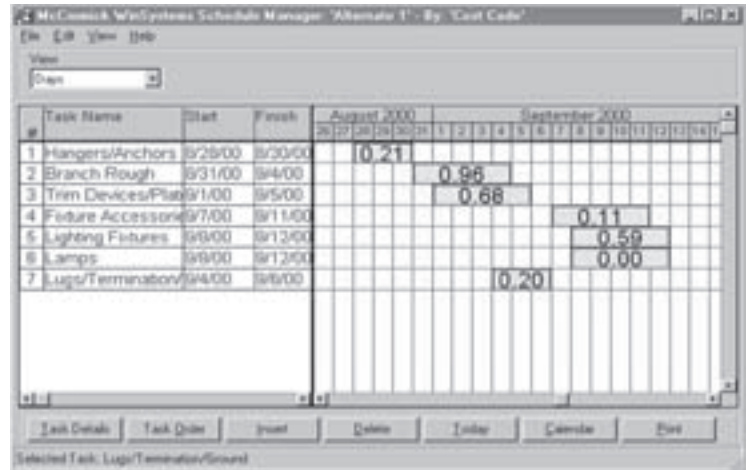 McCormick WinSystems Schedule Manager: 'Alternate 1' - By: 'Cost Code'
File Edit View Help
View
Days
# Task Name Start Finish August 2000 September 2000
26 27 28 29 30 31 1 2 3 4 5 6 7 8 9 10 11 12 13 14 1
1 Hangers/Anchors 8/28/00 8/30/00 0.21
2 Branch Rough 8/31/00 9/4/00 0.96
3 Trim Devices/Plat 9/1/00 9/5/00 0.68
4 Fixture Accessorie 9/7/00 9/11/00 0.11
5 Lighting Fixtures 9/8/00 9/12/00 0.59
6 Lamps 9/8/00 9/12/00 0.00
7 Lugs/Termination/ 9/4/00 9/6/00 0.20
Task Details Task Order Insert Delete Today Calendar Print
Selected Task: Lugs/Termination/Ground